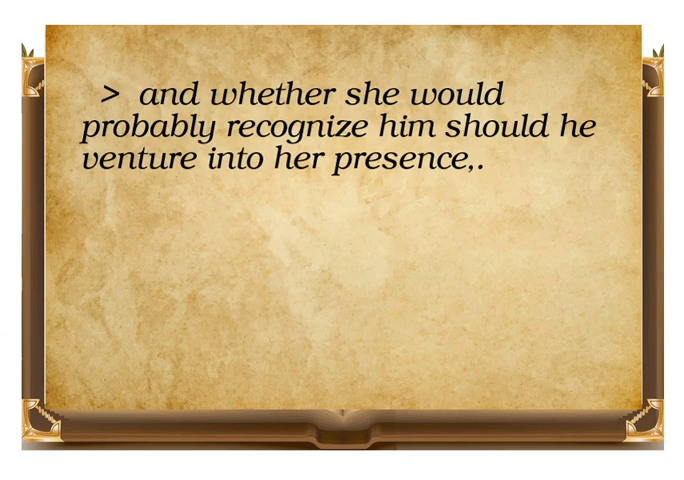 > and whether she would
probably recognize him should he
venture into her presence,.